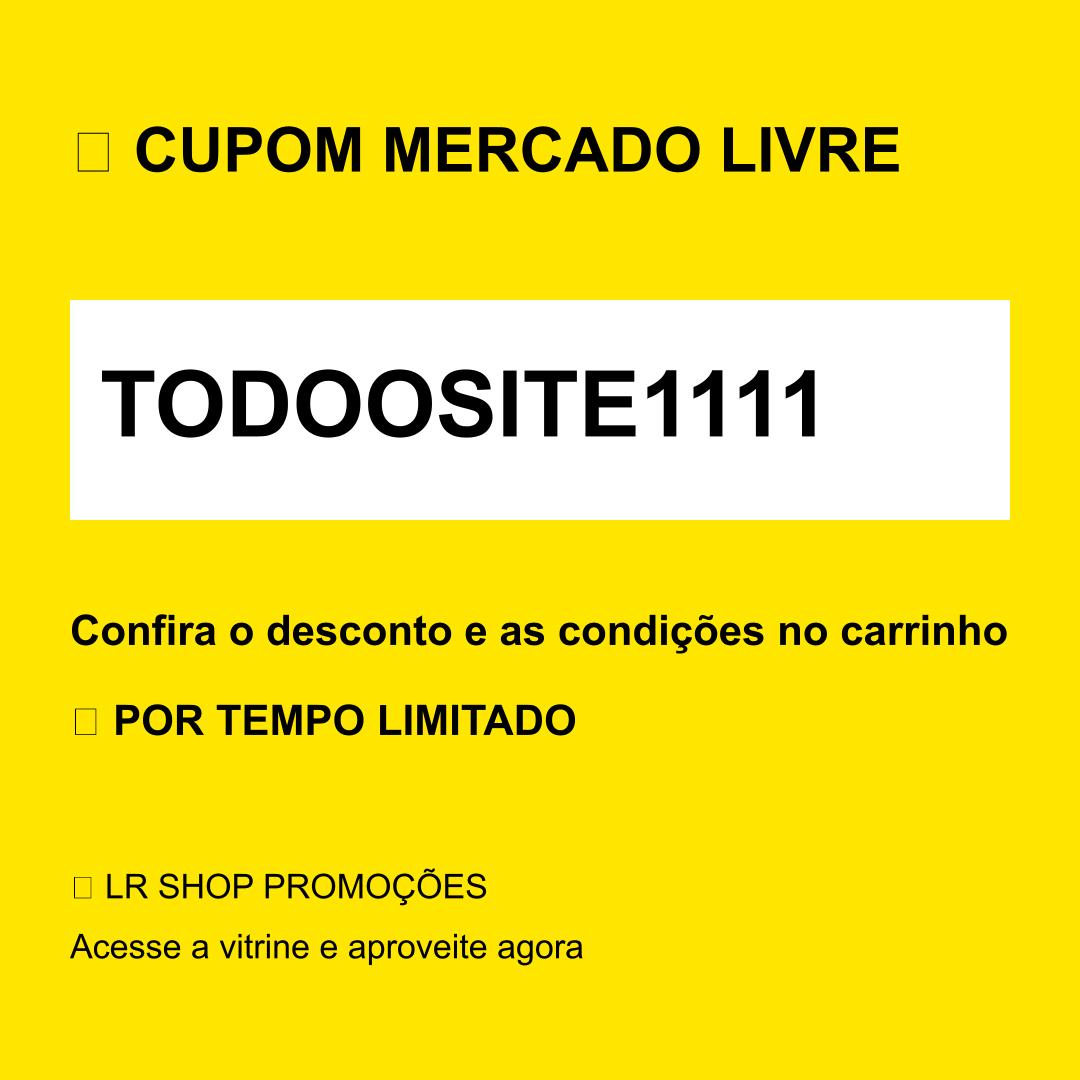 CUPOM MERCADO LIVRE
TODOOSITE1111
Confira o desconto e as condições no carrinho
POR TEMPO LIMITADO
LR SHOP PROMOÇÕES
Acesse a vitrine e aproveite agora